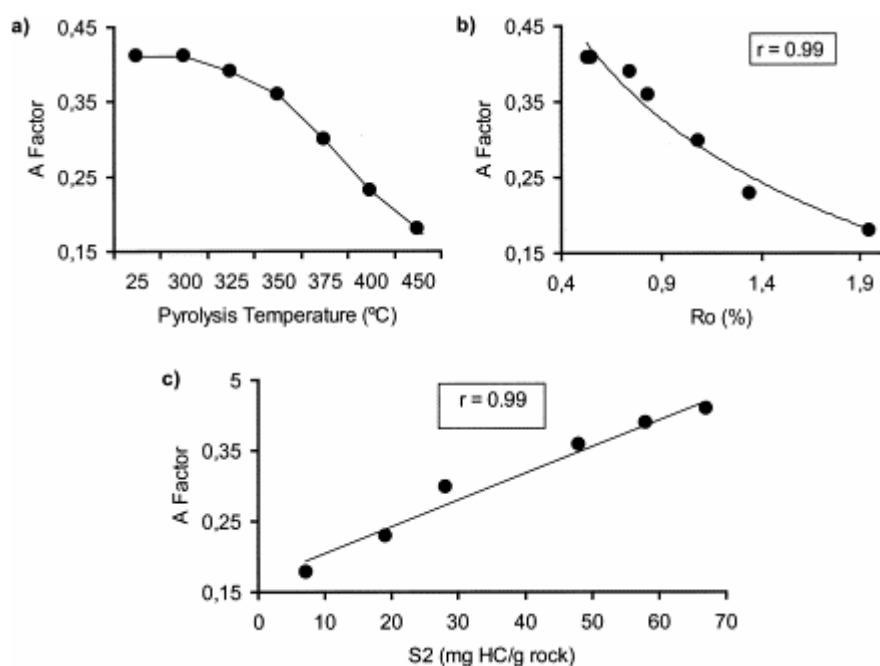 a)
0,45
0,35
0,25
0,15
A Factor
25 300 325 350 375 400 450
Pyrolysis Temperature (ºC)
b)
r = 0.99
0,45
0,35
0,25
0,15
A Factor
0,4 0,9 1,4 1,9
Ro (%)
c)
r = 0.99
5
0,35
0,25
0,15
A Factor
0 10 20 30 40 50 60 70
S2 (mg HC/g rock)